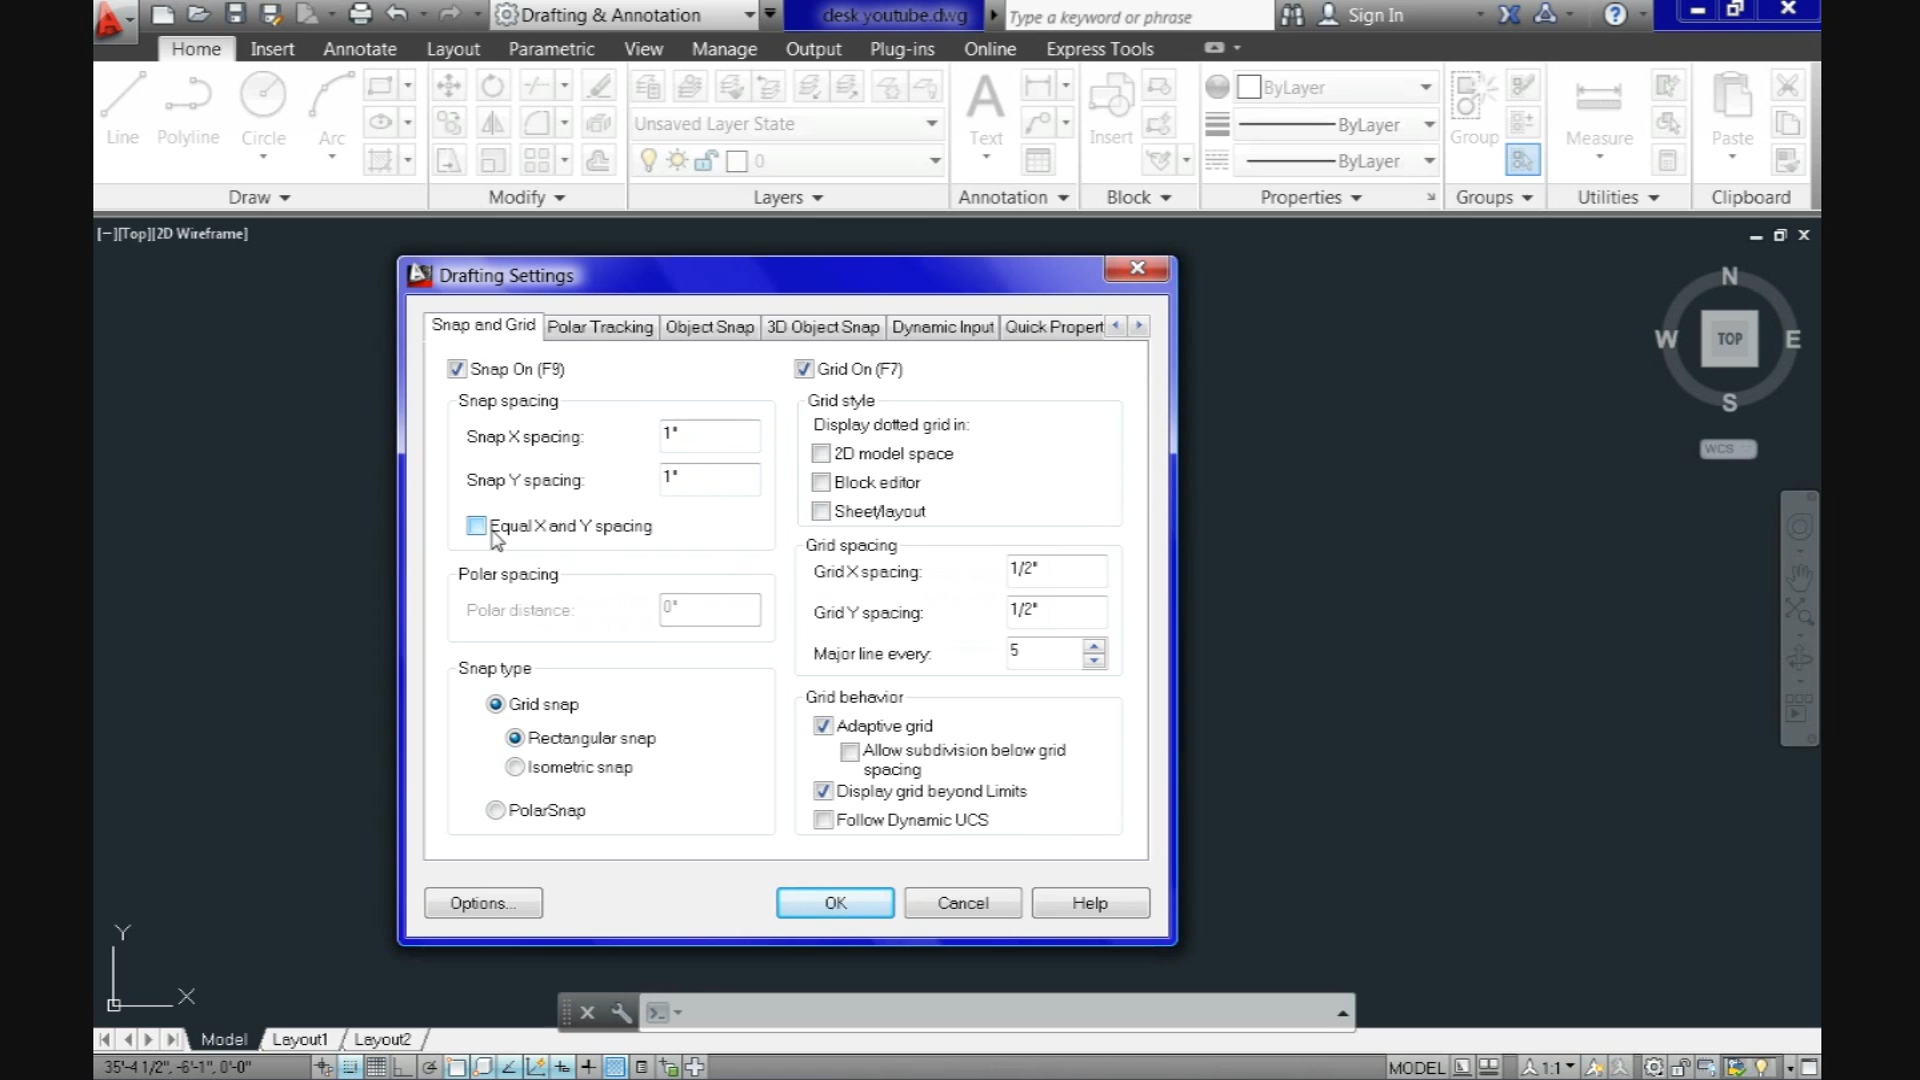 Drafting & Annotation
desk youtube.dwg
Type a keyword or phrase
Sign In
Home Insert Annotate Layout Parametric View Manage Output Plug-ins Online Express Tools
Line Polyline Circle Arc
Unsaved Layer State
0
Text
Insert
ByLayer
ByLayer
ByLayer
Group
Measure
Paste
Draw Modify Layers Annotation Block Properties Groups Utilities Clipboard
[−][Top][2D Wireframe]
N
W TOP E
S
WCS
Drafting Settings
Snap and Grid Polar Tracking Object Snap 3D Object Snap Dynamic Input Quick Propert
Snap On (F9)
Snap spacing
Snap X spacing: 1"
Snap Y spacing: 1"
Equal X and Y spacing
Polar spacing
Polar distance: 0"
Snap type
Grid snap
Rectangular snap
Isometric snap
PolarSnap
Grid On (F7)
Grid style
Display dotted grid in:
2D model space
Block editor
Sheet/layout
Grid spacing
Grid X spacing: 1/2"
Grid Y spacing: 1/2"
Major line every: 5
Grid behavior
Adaptive grid
Allow subdivision below grid
spacing
Display grid beyond Limits
Follow Dynamic UCS
Options... OK Cancel Help
Y
X
Model Layout1 Layout2
35'-4 1/2", -6'-1", 0'-0"
MODEL
1:1